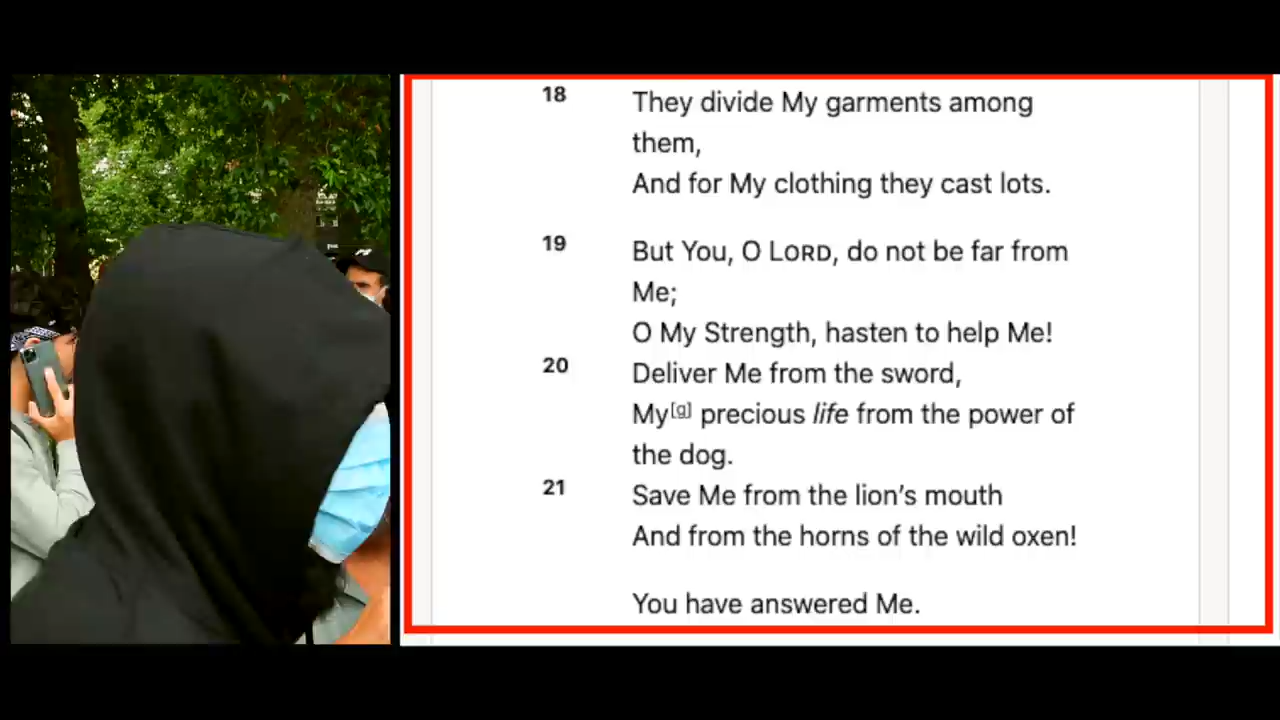 18 They divide My garments among
them,
And for My clothing they cast lots.
19 But You, O LORD, do not be far from
Me;
O My Strength, hasten to help Me!
20 Deliver Me from the sword,
My[g] precious life from the power of
the dog.
21 Save Me from the lion’s mouth
And from the horns of the wild oxen!
You have answered Me.